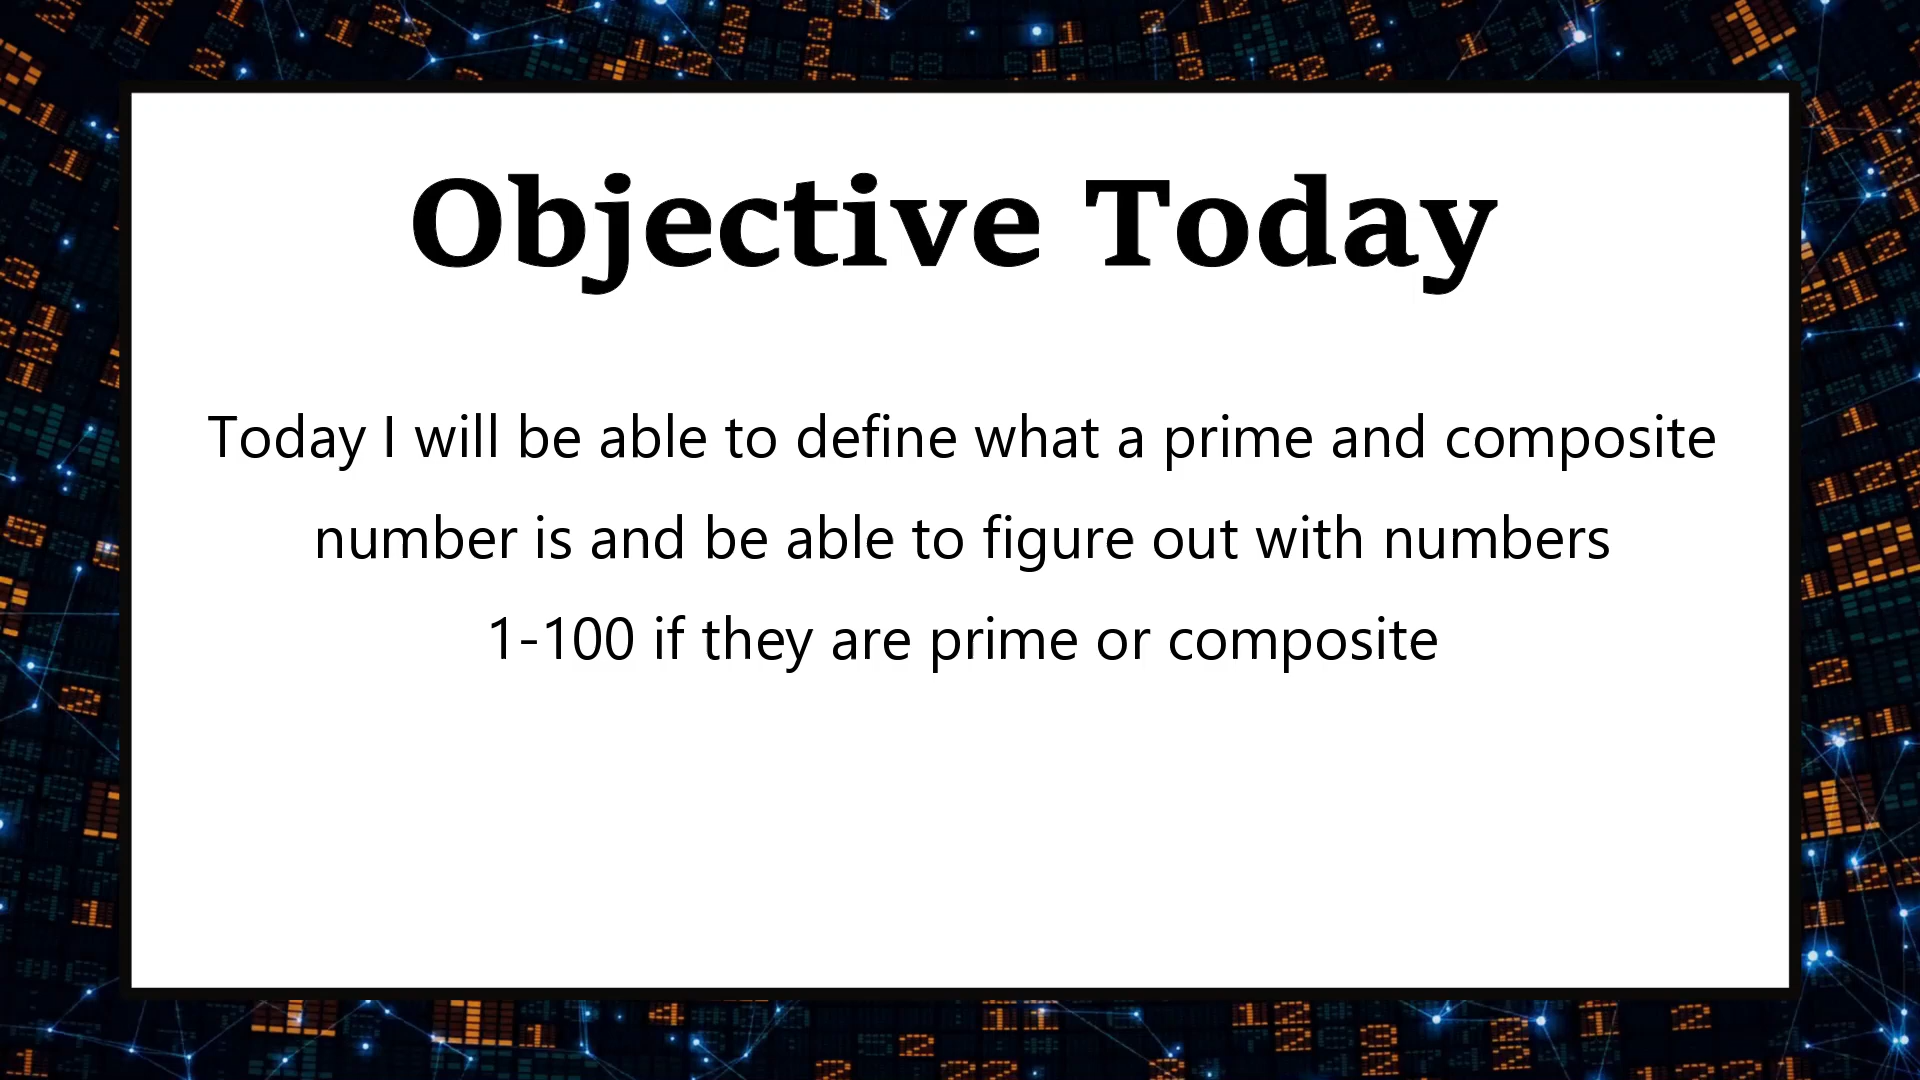 Objective Today
Today I will be able to define what a prime and composite
number is and be able to figure out with numbers
1-100 if they are prime or composite